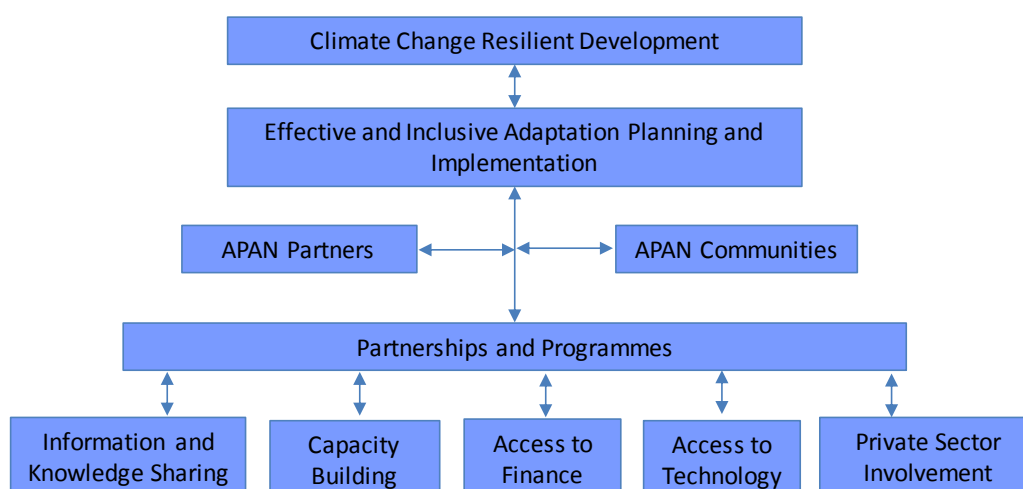 Climate Change Resilient Development
Effective and Inclusive Adaptation Planning and
Implementation
APAN Partners
APAN Communities
Partnerships and Programmes
Information and
Knowledge Sharing
Capacity
Building
Access to
Finance
Access to
Technology
Private Sector
Involvement